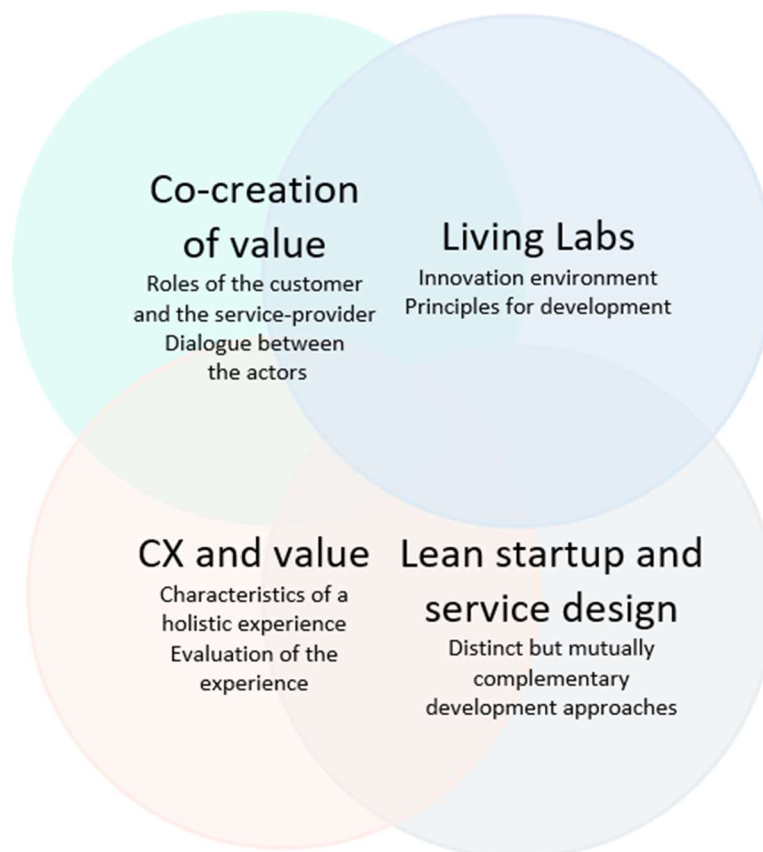 Co-creation
of value
Roles of the customer
and the service-provider
Dialogue between
the actors
Living Labs
Innovation environment
Principles for development
CX and value
Characteristics of a
holistic experience
Evaluation of the
experience
Lean startup and
service design
Distinct but mutually
complementary
development approaches